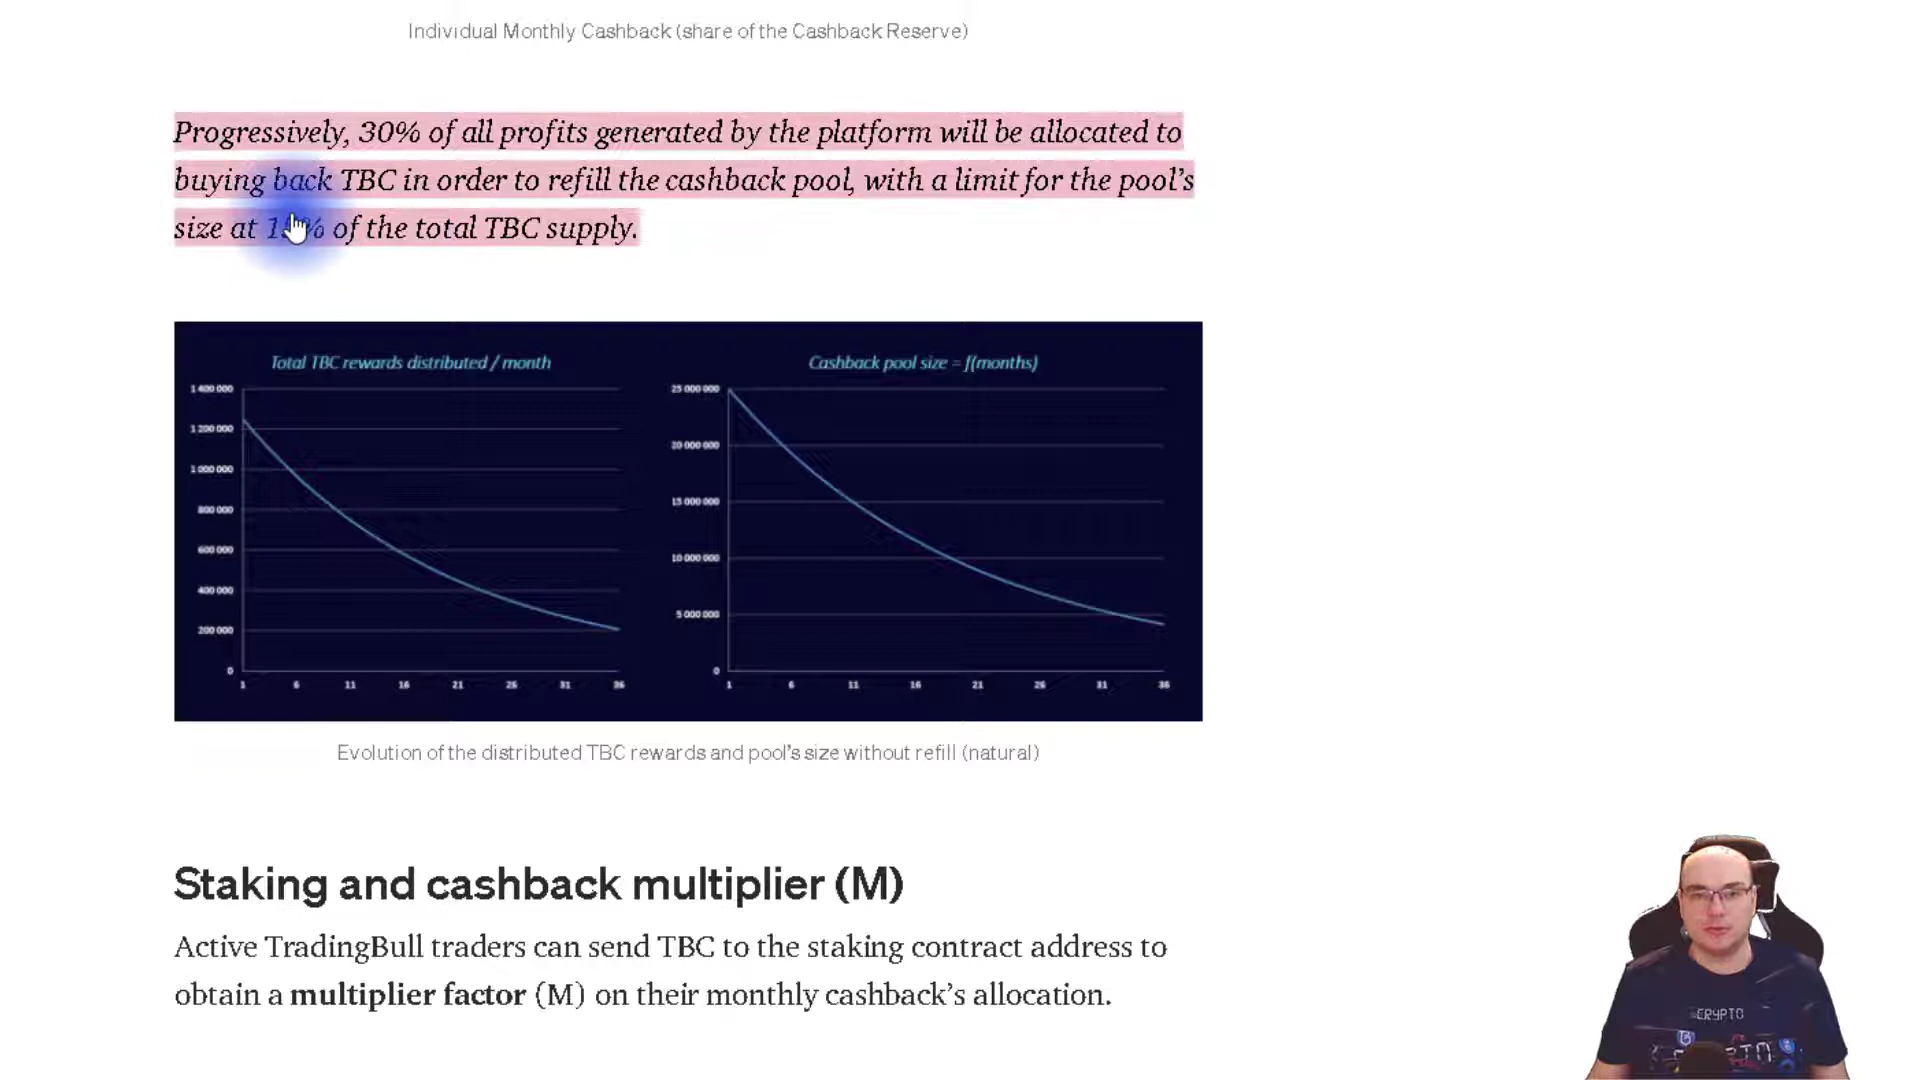 Individual Monthly Cashback (share of the Cashback Reserve)
Progressively, 30% of all profits generated by the platform will be allocated to
buying back TBC in order to refill the cashback pool, with a limit for the pool's
size at of the total TBC supply.
Total TBC rewards distributed / month
Cashback pool size = f(months)
1 400 000
1 200 000
1 000 000
800 000
600 000
400 000
200 000
0
1 6 11 16 21 26 31 36
25 000 000
20 000 000
15 000 000
10 000 000
5 000 000
0
1 6 11 16 21 26 31 36
Evolution of the distributed TBC rewards and pool's size without refill (natural)
Staking and cashback multiplier (M)
Active TradingBull traders can send TBC to the staking contract address to
obtain a multiplier factor (M) on their monthly cashback's allocation.
CRYPTO